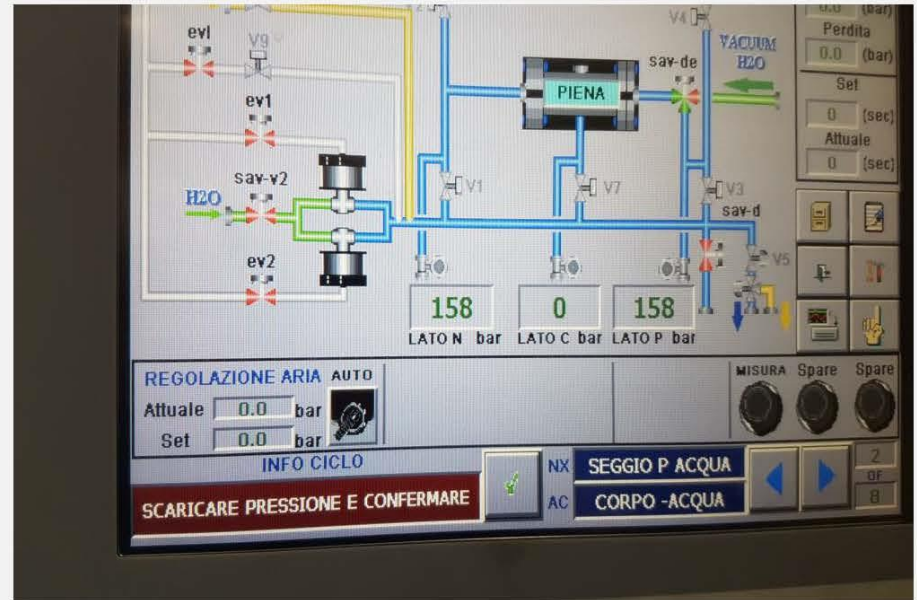 (bar)
Perdita
0.0 (bar)
Set
0 (sec)
Attuale
0 (sec)
V4
VACUUM
H2O
sav-de
evl
V9
PIENA
ev1
sav-v2
H2O
V1
V7
V3
sav-d
V5
ev2
158
0
158
LATO N bar
LATO C bar
LATO P bar
REGOLAZIONE ARIA AUTO
Attuale 0.0 bar
Set 0.0 bar
MISURA Spare Spare
INFO CICLO
SCARICARE PRESSIONE E CONFERMARE
NX SEGGIO P ACQUA
AC CORPO -ACQUA
2
OF
8